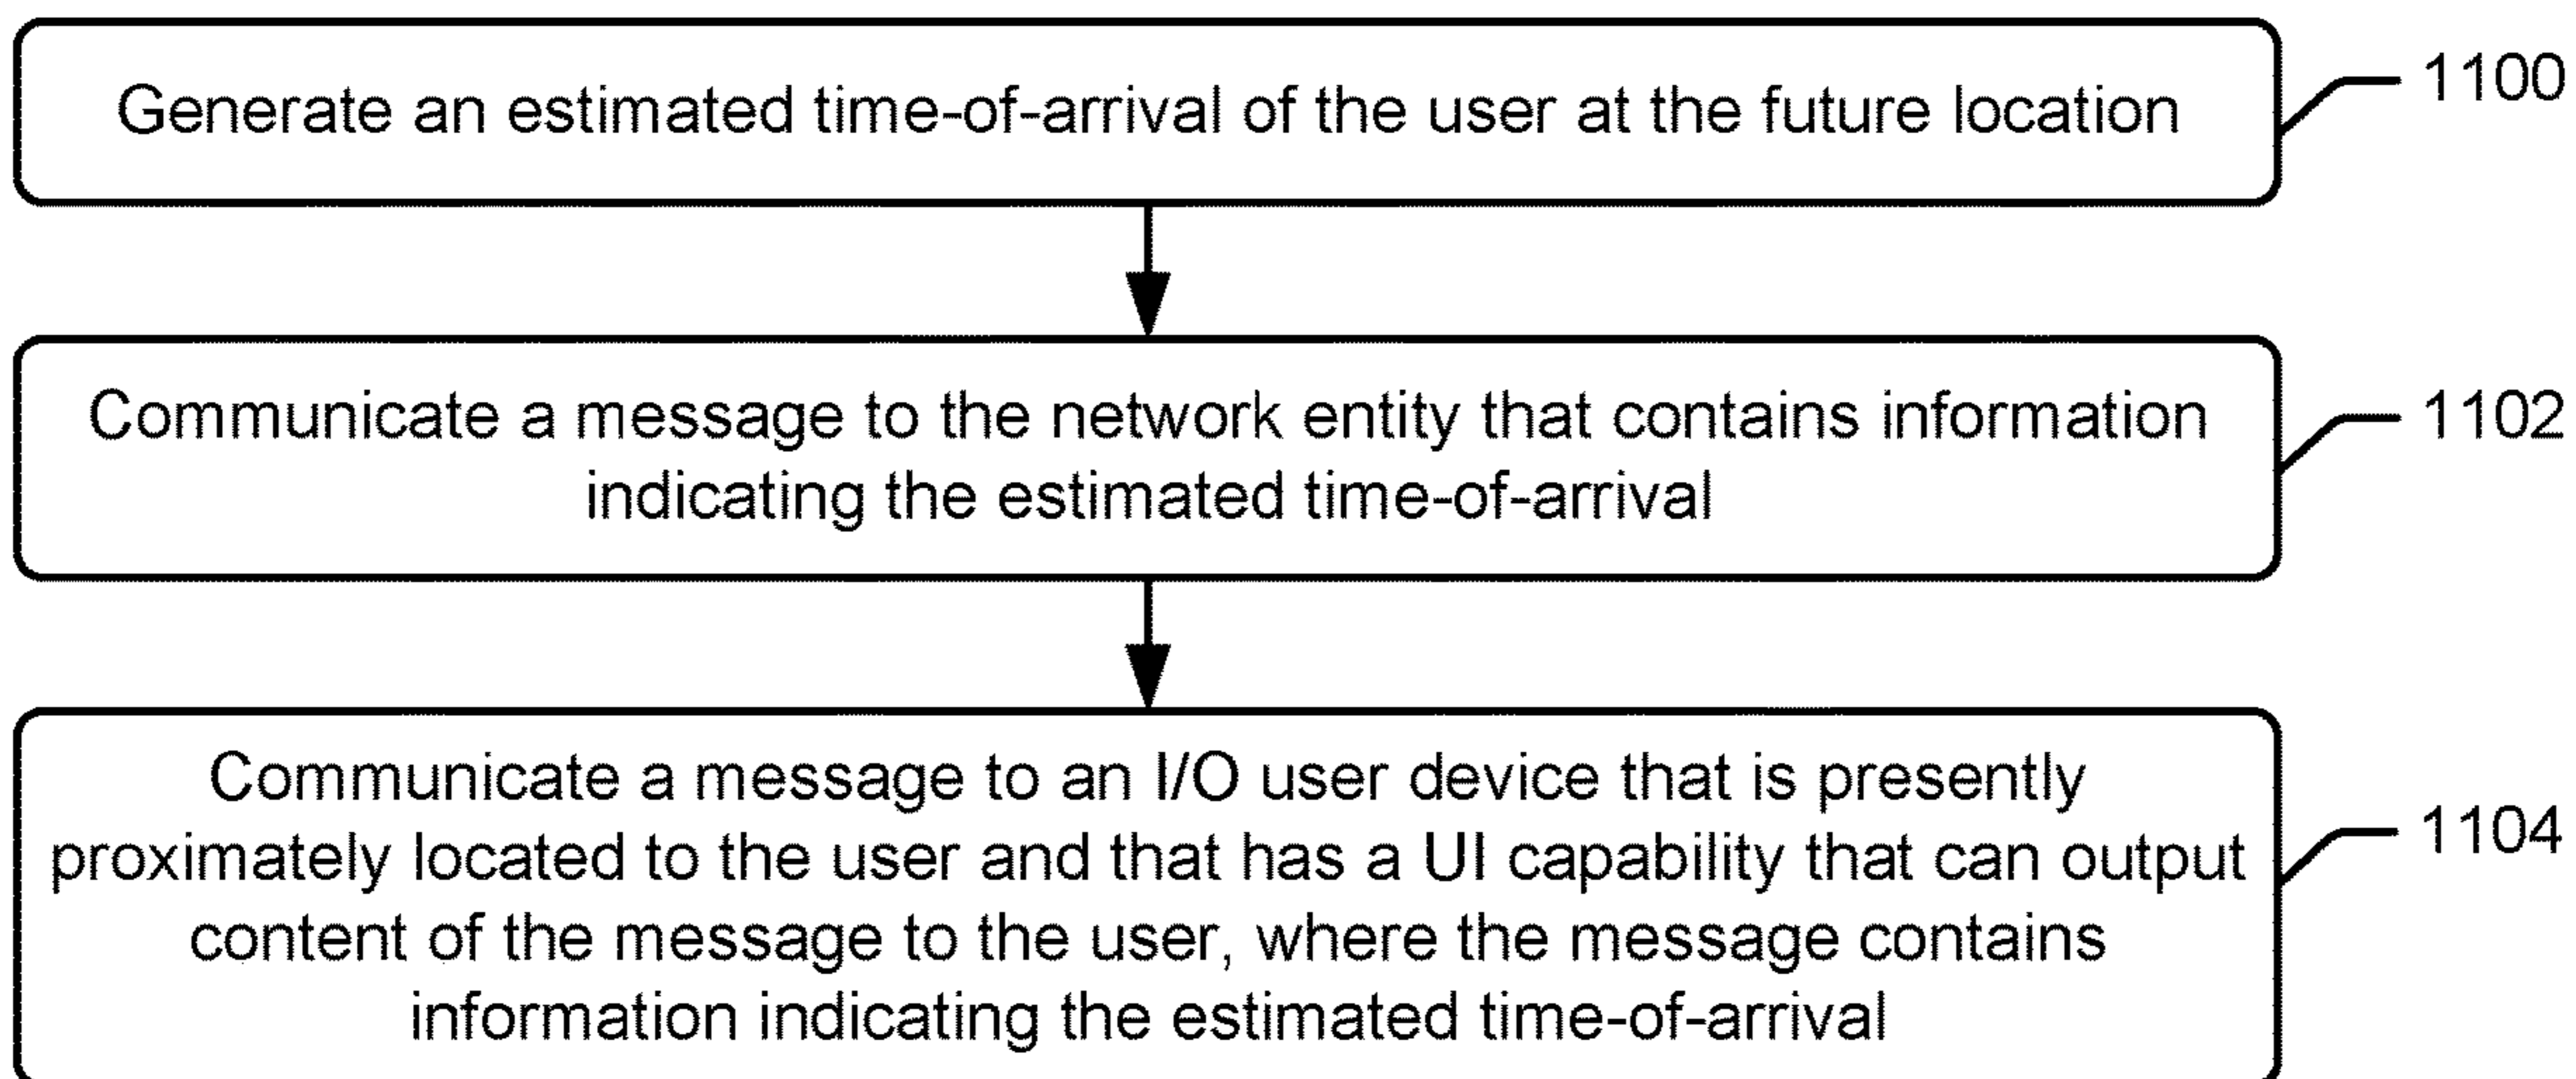 Generate an estimated time-of-arrival of the user at the future location
1100
Communicate a message to the network entity that contains information
indicating the estimated time-of-arrival
1102
Communicate a message to an I/O user device that is presently
proximately located to the user and that has a UI capability that can output
content of the message to the user, where the message contains
information indicating the estimated time-of-arrival
1104